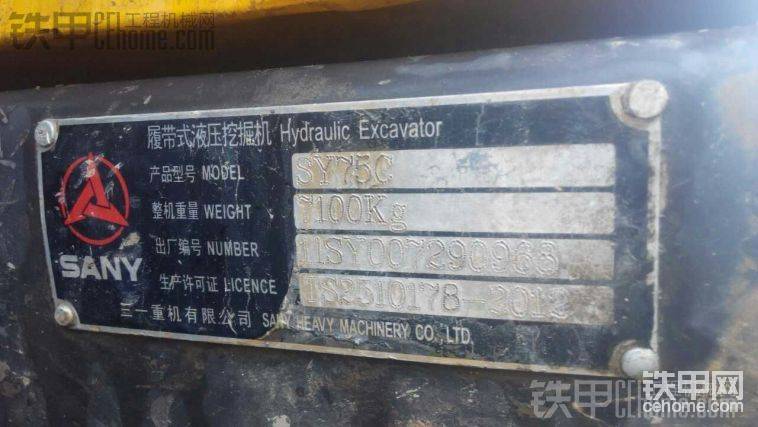 铁甲工程机械网
cehome.com
履带式液压挖掘机 Hydraulic Excavator
产品型号 MODEL SY75C
整机重量 WEIGHT 7100Kg
出厂编号 NUMBER 11SY007290968
生产许可证 LICENCE TS2510178-2012
SANY
三一重机有限公司 SANY HEAVY MACHINERY CO.,LTD.
铁甲网
cehome.com